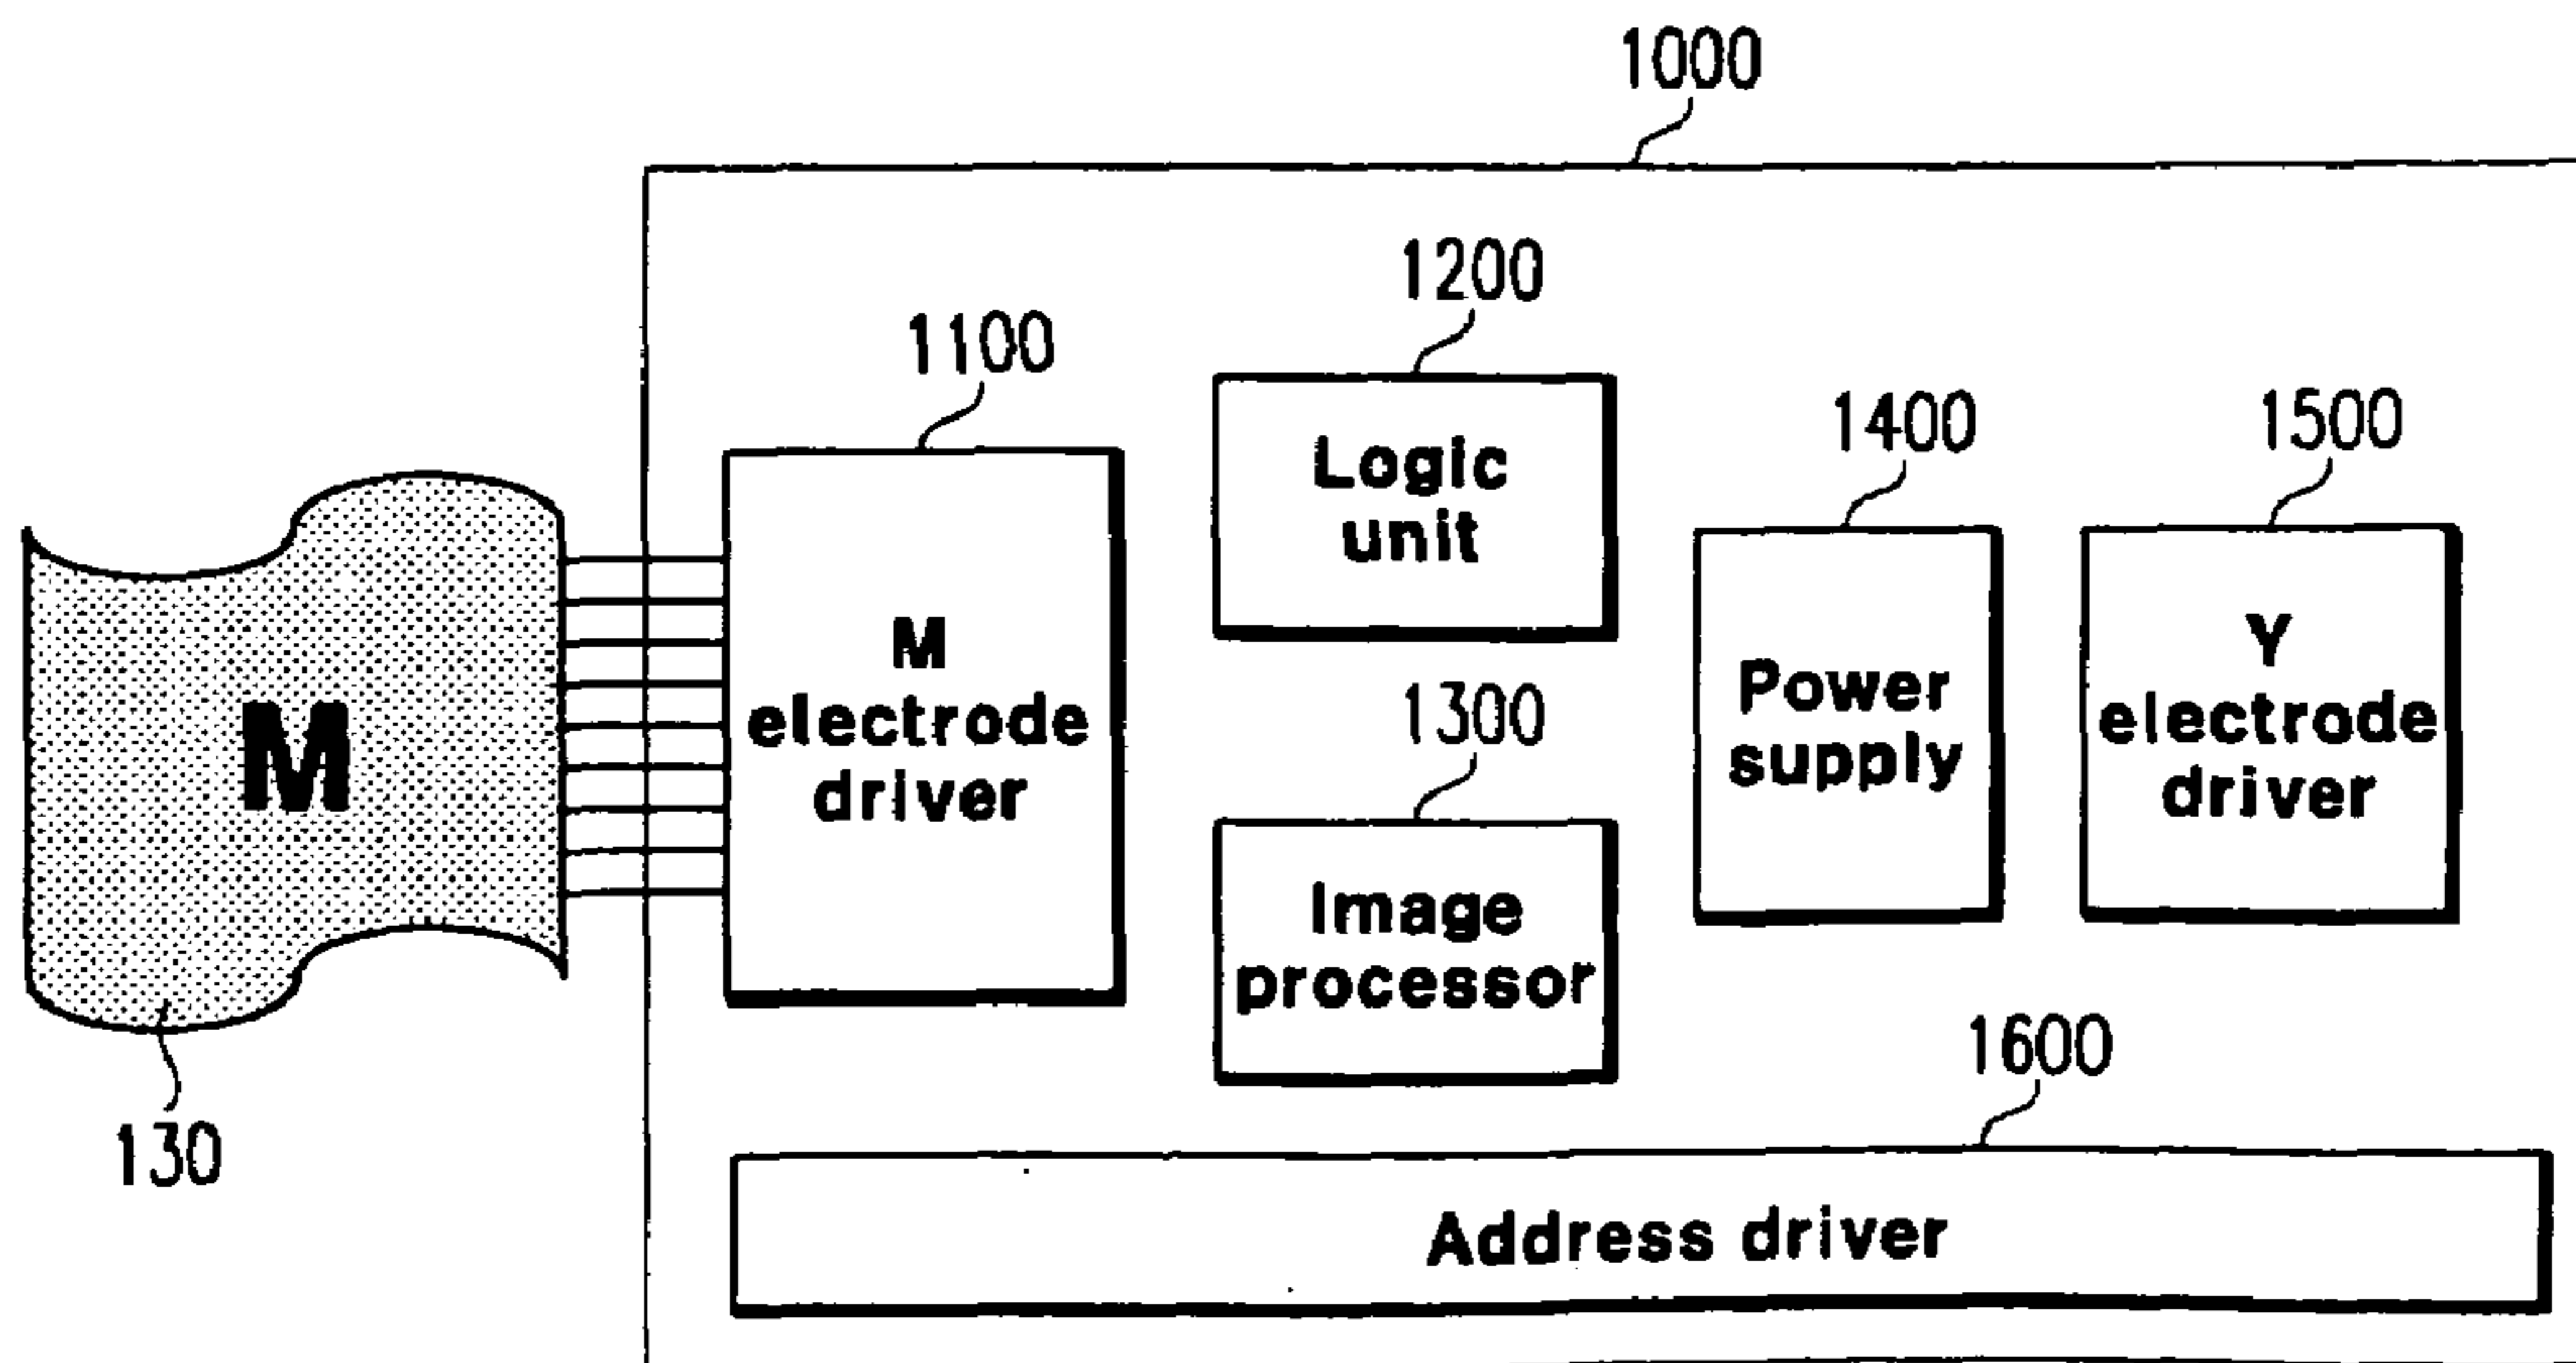 1000
1200
1100
1400
1500
Logic
unit
M
electrode
driver
Y
electrode
driver
Power
supply
M
1300
Image
processor
1600
130
Address driver